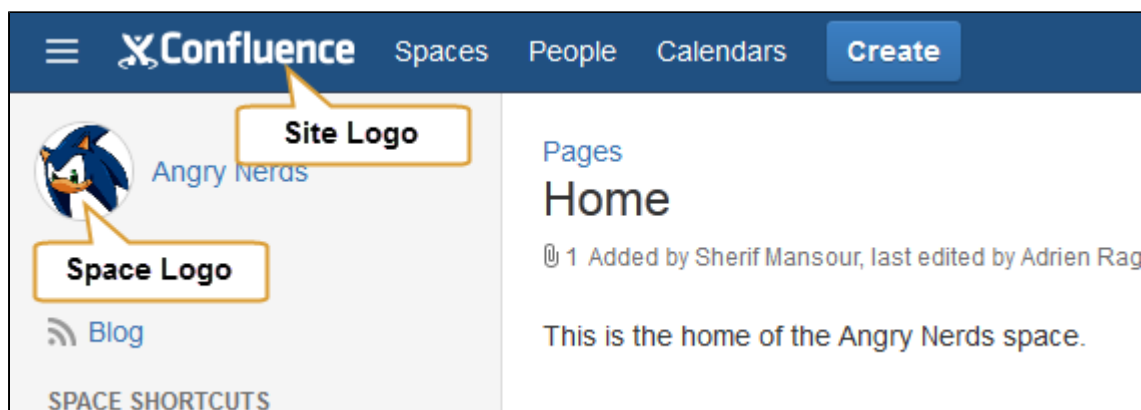 Confluence Spaces People Calendars Create
Site Logo
Angry Nerds
Space Logo
Blog
SPACE SHORTCUTS
Pages
Home
1 Added by Sherif Mansour, last edited by Adrien Rag
This is the home of the Angry Nerds space.